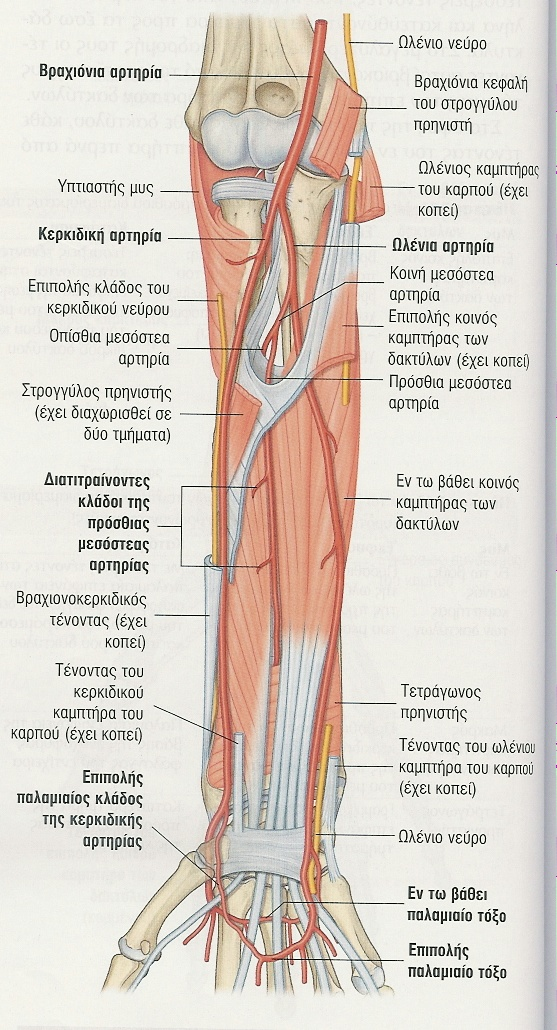 Βραχιόνια αρτηρία
Υπτιαστής μυς
Κερκιδική αρτηρία
Επιπολής κλάδος του
κερκιδικού νεύρου
Οπίσθια μεσόστεα
αρτηρία
Στρογγύλος πρηνιστής
(έχει διαχωρισθεί σε
δύο τμήματα)
Διατιτραίνοντες
κλάδοι της
πρόσθιας
μεσόστεας
αρτηρίας
Βραχιονοκερκιδικός
τένοντας (έχει
κοπεί)
Τένοντας του
κερκιδικού
καμπτήρα του
καρπού (έχει κοπεί)
Επιπολής
παλαμιαίος κλάδος
της κερκιδικής
αρτηρίας
Ωλένιο νεύρο
Βραχιόνια κεφαλή
του στρογγύλου
πρηνιστή
Ωλένιος καμπτήρας
του καρπού (έχει
κοπεί)
Ωλένια αρτηρία
Κοινή μεσόστεα
αρτηρία
Επιπολής κοινός
καμπτήρας των
δακτύλων (έχει κοπεί)
Πρόσθια μεσόστεα
αρτηρία
Εν τω βάθει κοινός
καμπτήρας των
δακτύλων
Τετράγωνος
πρηνιστής
Τένοντας του ωλένιου
καμπτήρα του καρπού
(έχει κοπεί)
Ωλένιο νεύρο
Εν τω βάθει
παλαμιαίο τόξο
Επιπολής
παλαμιαίο τόξο